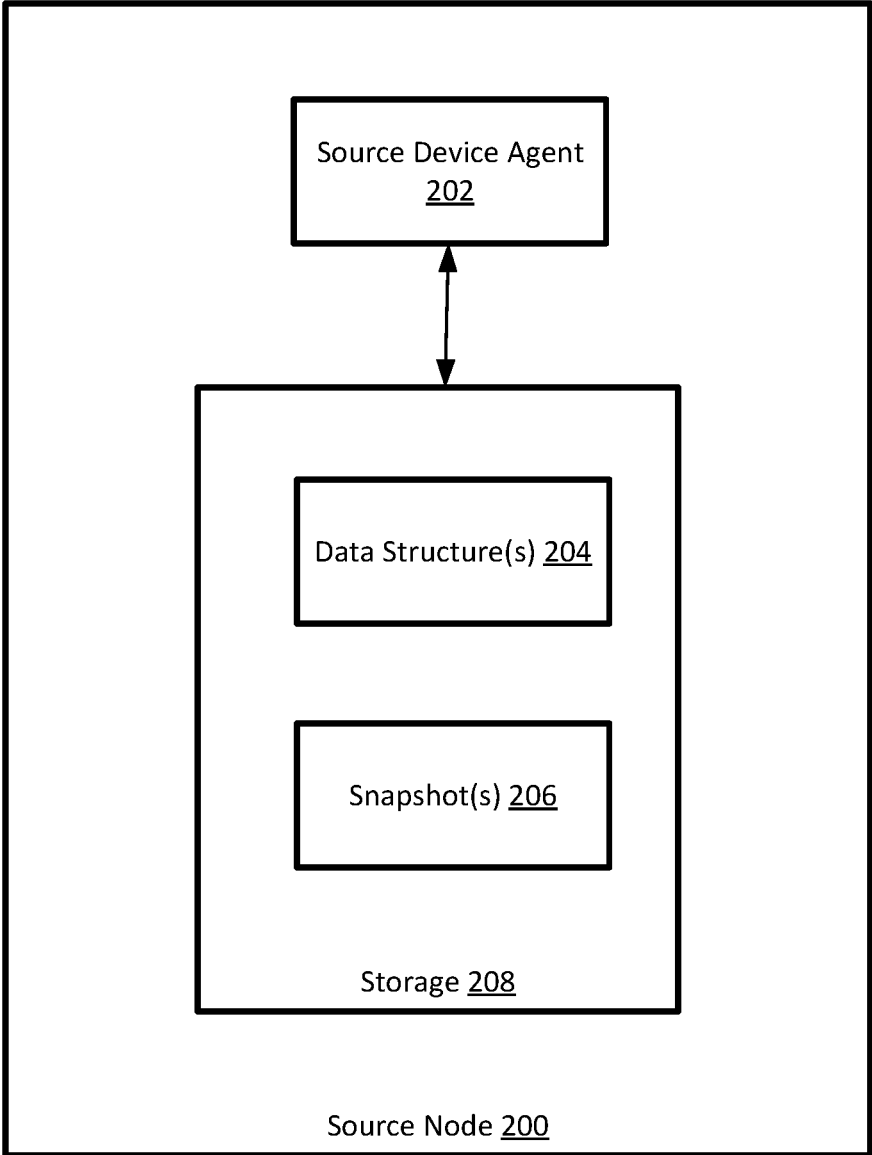 Source Device Agent
202
Data Structure(s) 204
Snapshot(s) 206
Storage 208
Source Node 200